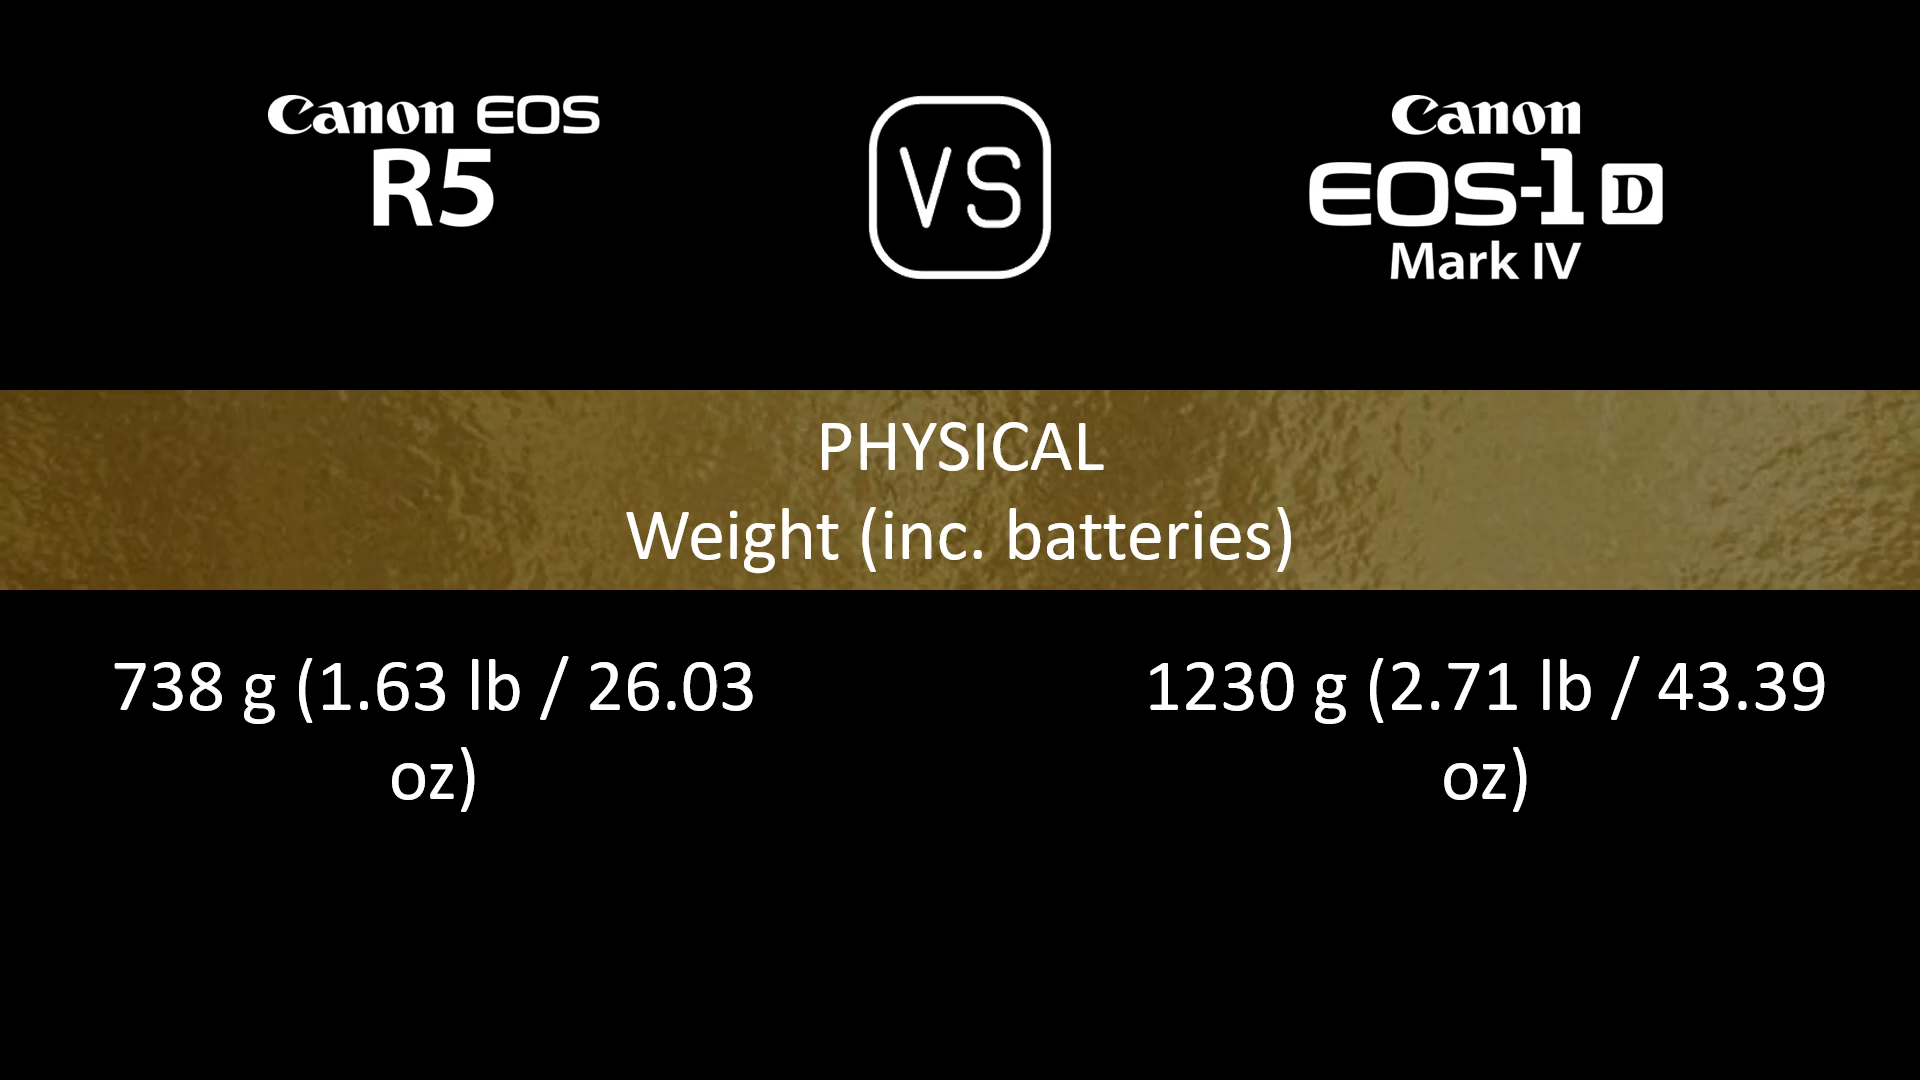 Canon EOS
R5
VS
Canon
EOS-1 D
Mark IV
PHYSICAL
Weight (inc. batteries)
738 g (1.63 lb / 26.03
oz)
1230 g (2.71 lb / 43.39
oz)